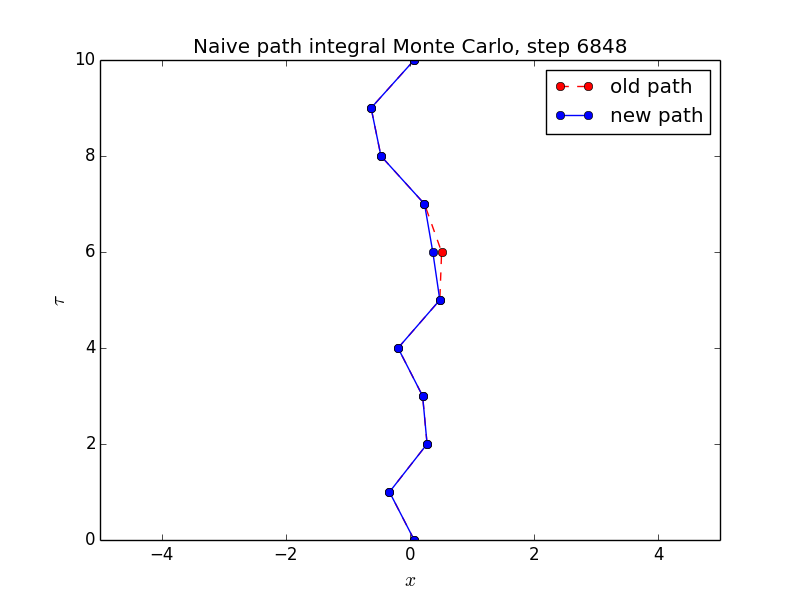 Naive path integral Monte Carlo, step 6848
old path
new path
10
8
6
4
2
0
τ
−4
−2
0
2
4
x